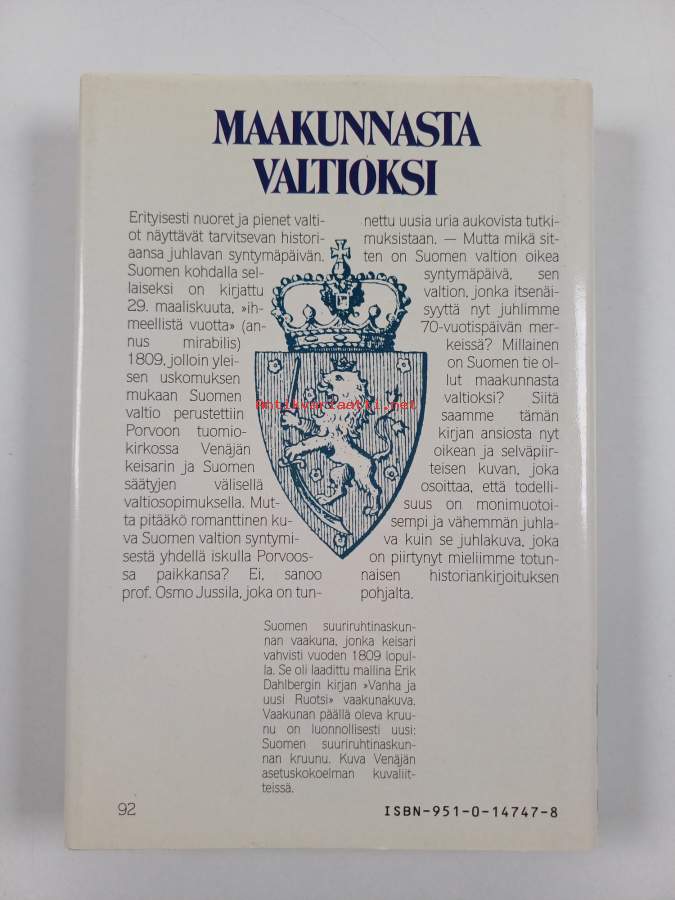 MAAKUNNASTA
VALTIOKSI
Erityisesti nuoret ja pienet valti-
ot näyttävät tarvitsevan histori-
aansa juhlavan syntymäpäivän.
Suomen kohdalla sel-
laiseksi on kirjattu
29. maaliskuuta, »ih-
meellistä vuotta» (an-
nus mirabilis)
1809, jolloin ylei-
sen uskomuksen
mukaan Suomen
valtio perustettiin
Porvoon tuomio-
kirkossa Venäjän
keisarin ja Suomen
säätyjen välisellä
valtiosopimuksella. Mut-
ta pitääkö romanttinen ku-
va Suomen valtion syntymi-
sestä yhdellä iskulla Porvoos-
sa paikkansa? Ei, sanoo
prof. Osmo Jussila, joka on tun-
nettu uusia uria aukovista tutki-
muksistaan. — Mutta mikä sit-
ten on Suomen valtion oikea
syntymäpäivä, sen
valtion, jonka itsenäi-
syyttä nyt juhlimme
70-vuotispäivän mer-
keissä? Millainen
on Suomen tie ol-
lut maakunnasta
valtioksi? Siitä
saamme tämän
kirjan ansiosta nyt
oikean ja selväpiir-
teisen kuvan, joka
osoittaa, että todelli-
suus on monimuotoi-
sempi ja vähemmän juhla-
va kuin se juhlakuva, joka
on piirtynyt mieliimme totun-
naisen historiankirjoituksen
pohjalta.
Antikvariaatti.net
Suomen suuriruhtinaskun-
nan vaakuna, jonka keisari
vahvisti vuoden 1809 lopul-
la. Se oli laadittu mallina Erik
Dahlbergin kirjan »Vanha ja
uusi Ruotsi» vaakunakuva.
Vaakunan päällä oleva kruu-
nu on luonnollisesti uusi:
Suomen suuriruhtinaskun-
nan kruunu. Kuva Venäjän
asetuskokoelman kuvaliit-
teissä.
92
ISBN-951-0-14747-8